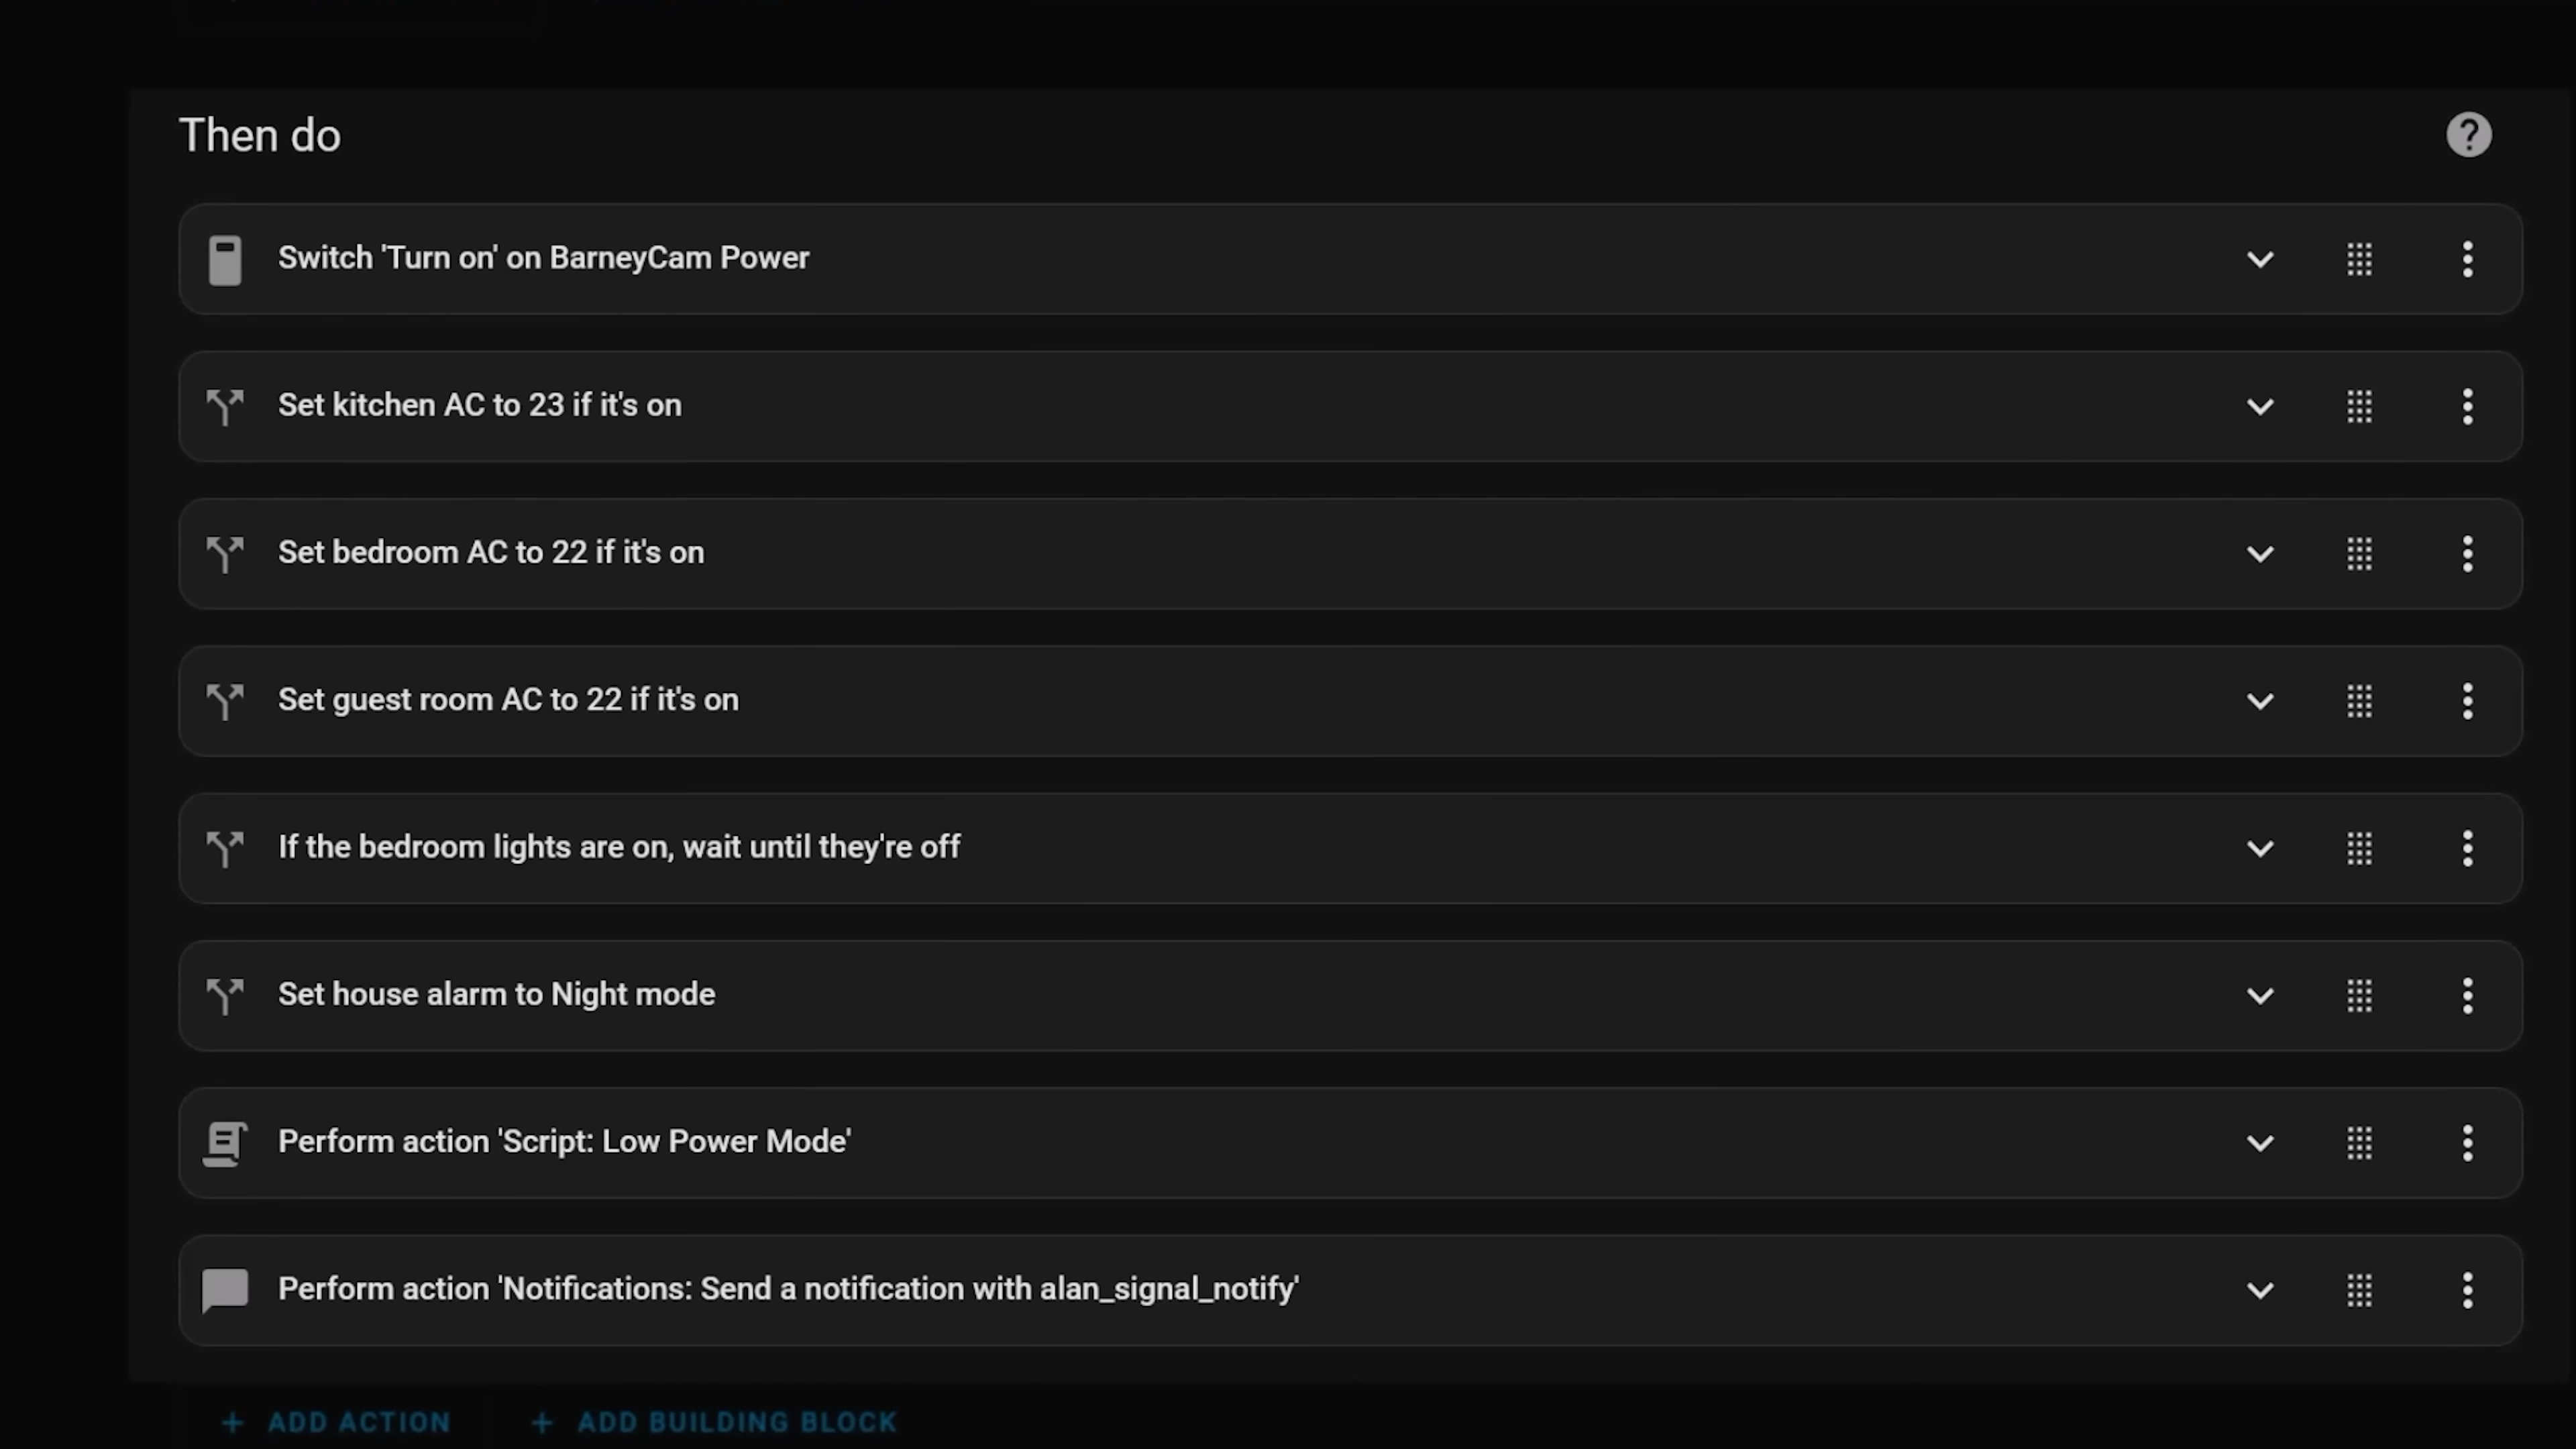 Then do
Switch 'Turn on' on BarneyCam Power
Set kitchen AC to 23 if it's on
Set bedroom AC to 22 if it's on
Set guest room AC to 22 if it's on
If the bedroom lights are on, wait until they're off
Set house alarm to Night mode
Perform action 'Script: Low Power Mode'
Perform action 'Notifications: Send a notification with alan_signal_notify'
+ ADD ACTION + ADD BUILDING BLOCK